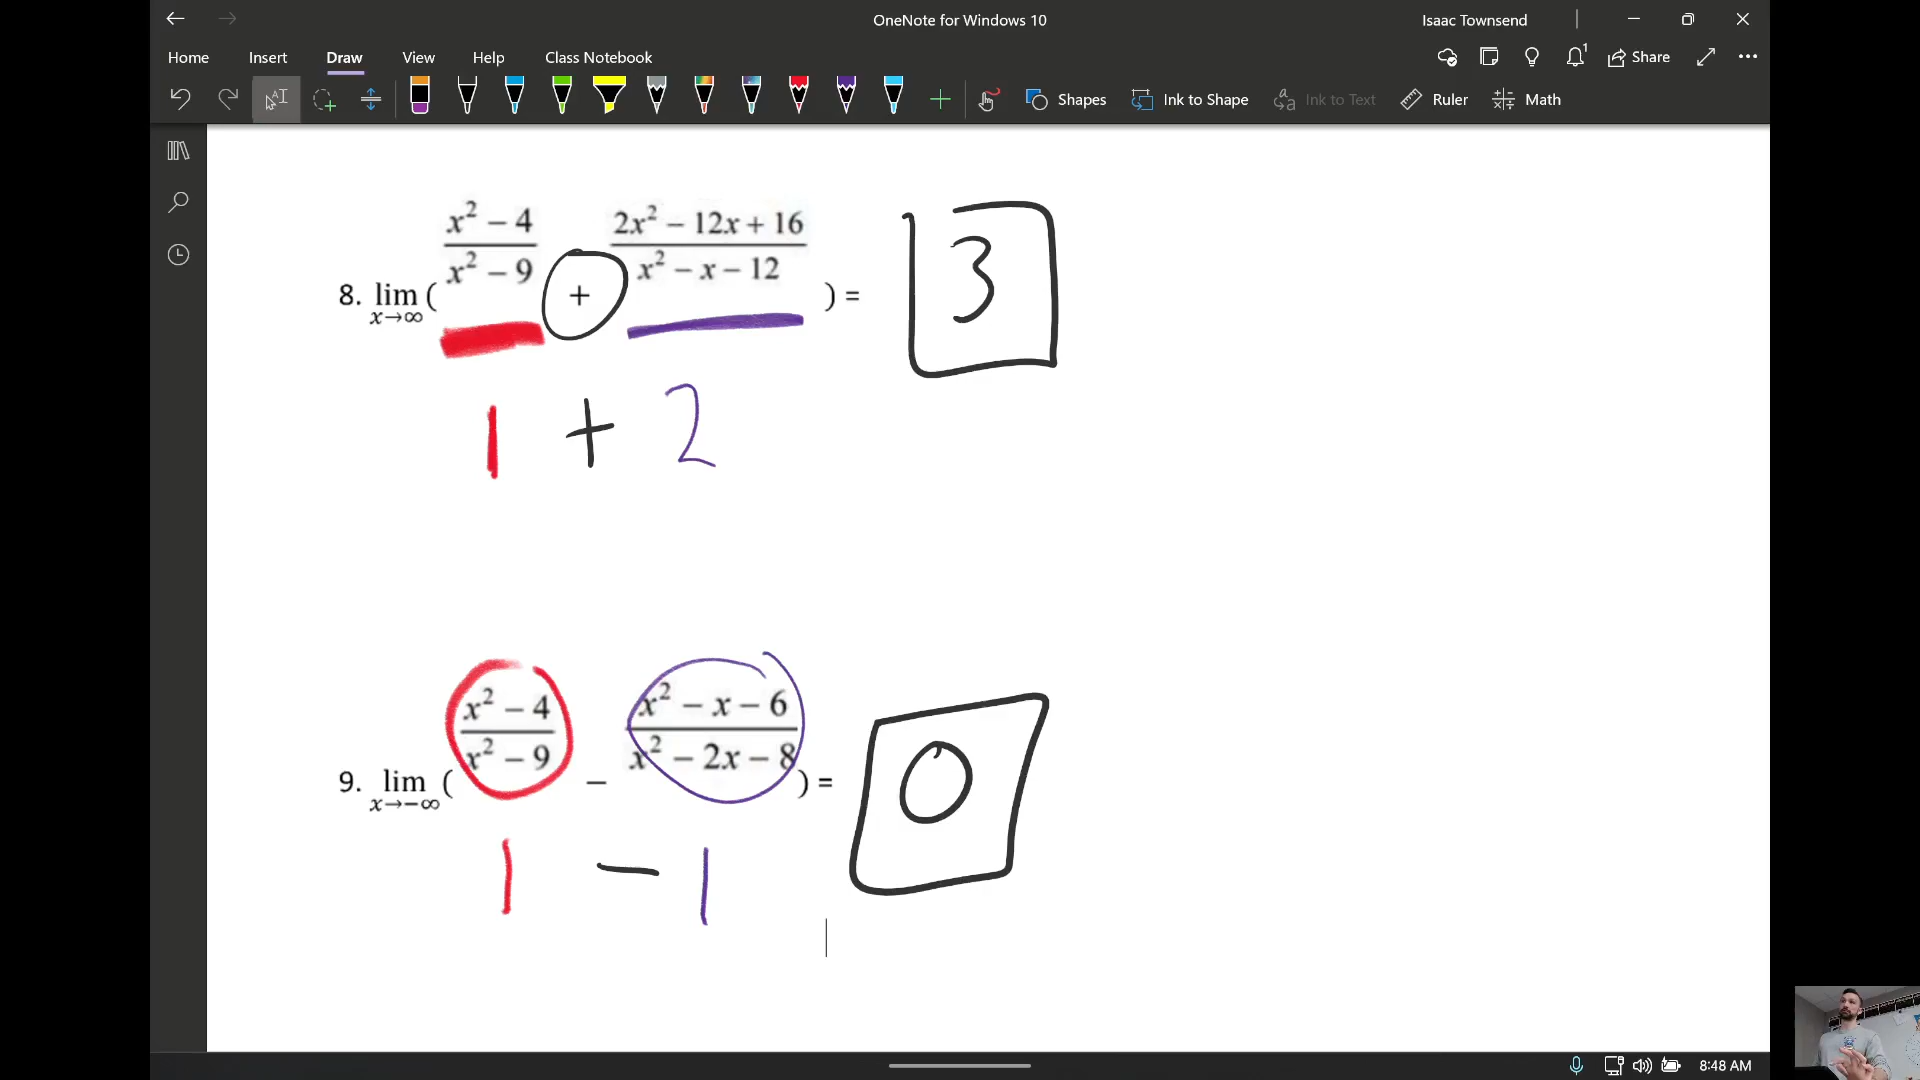 OneNote for Windows 10
Isaac Townsend
Home Insert Draw View Help Class Notebook
1 Share
Shapes Ink to Shape Ink to Text Ruler Math
8. lim x→∞ ( x² − 4 / x² − 9 + 2x² − 12x + 16 / x² − x − 12 ) = 3
1 + 2
9. lim x→−∞ ( x² − 4 / x² − 9 − x² − x − 6 / x² − 2x − 8 ) = 0
1 − 1
8:48 AM